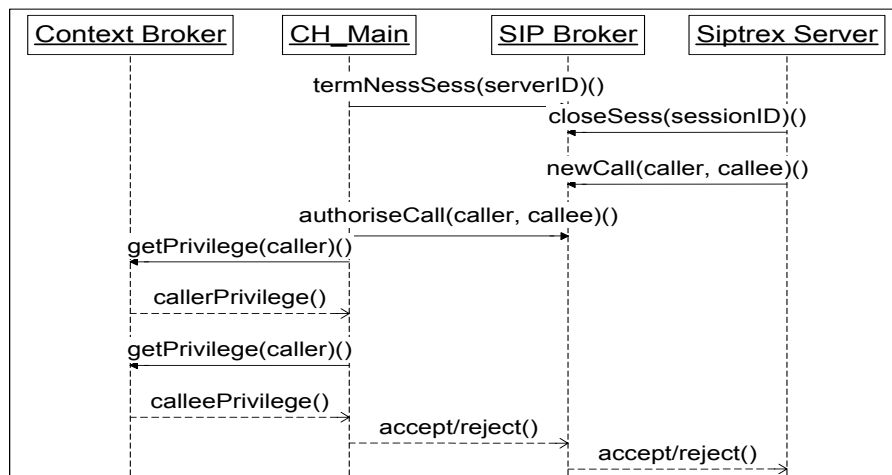 Context Broker CH_Main SIP Broker Siptrex Server
termNessSess(serverID)()
closeSess(sessionID)()
newCall(caller, callee)()
authoriseCall(caller, callee)()
getPrivilege(caller)()
callerPrivilege()
getPrivilege(caller)()
calleePrivilege()
accept/reject()
accept/reject()